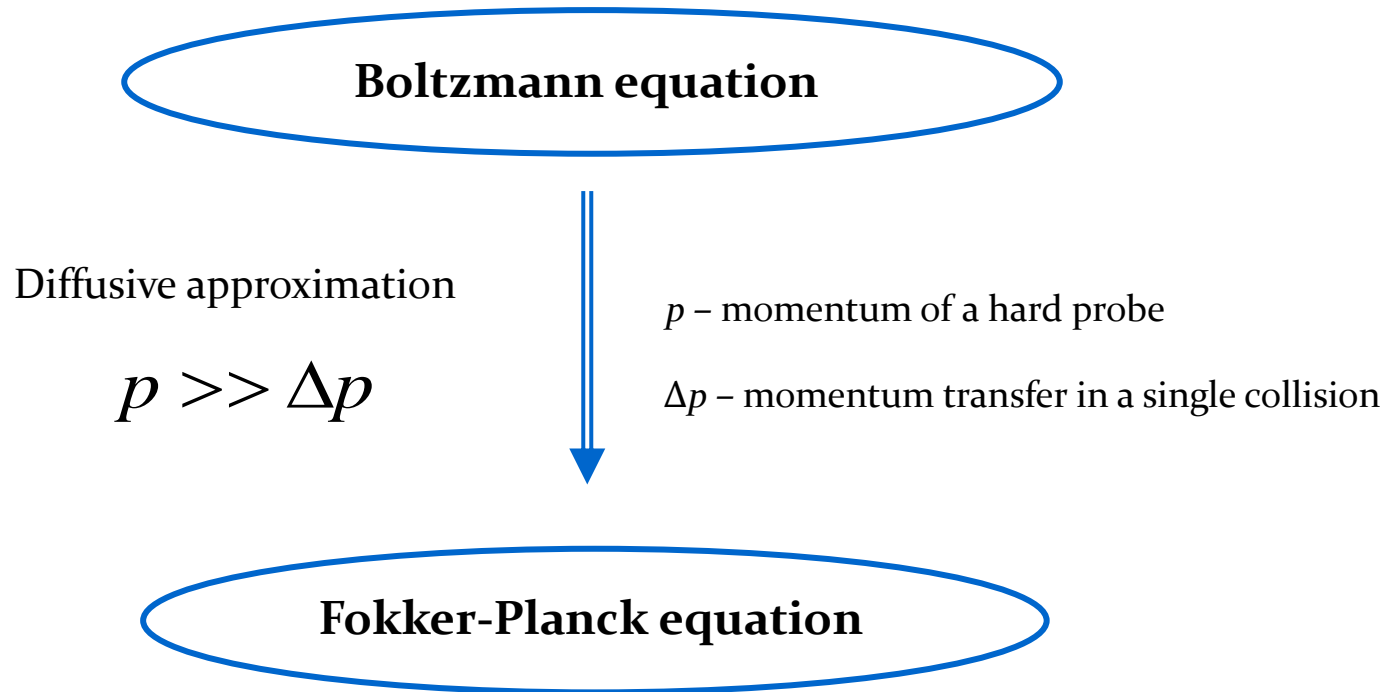 Boltzmann equation
Diffusive approximation
p >> Δp
p – momentum of a hard probe
Δp – momentum transfer in a single collision
Fokker-Planck equation